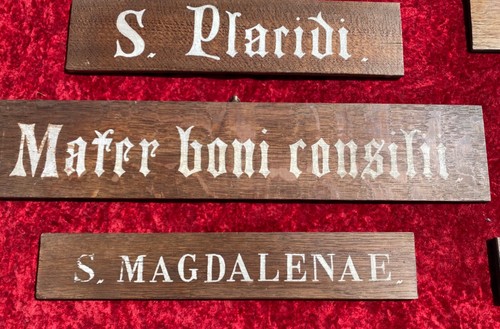 S. Placidi.
Mater boni consilii.
S. MAGDALENAE.